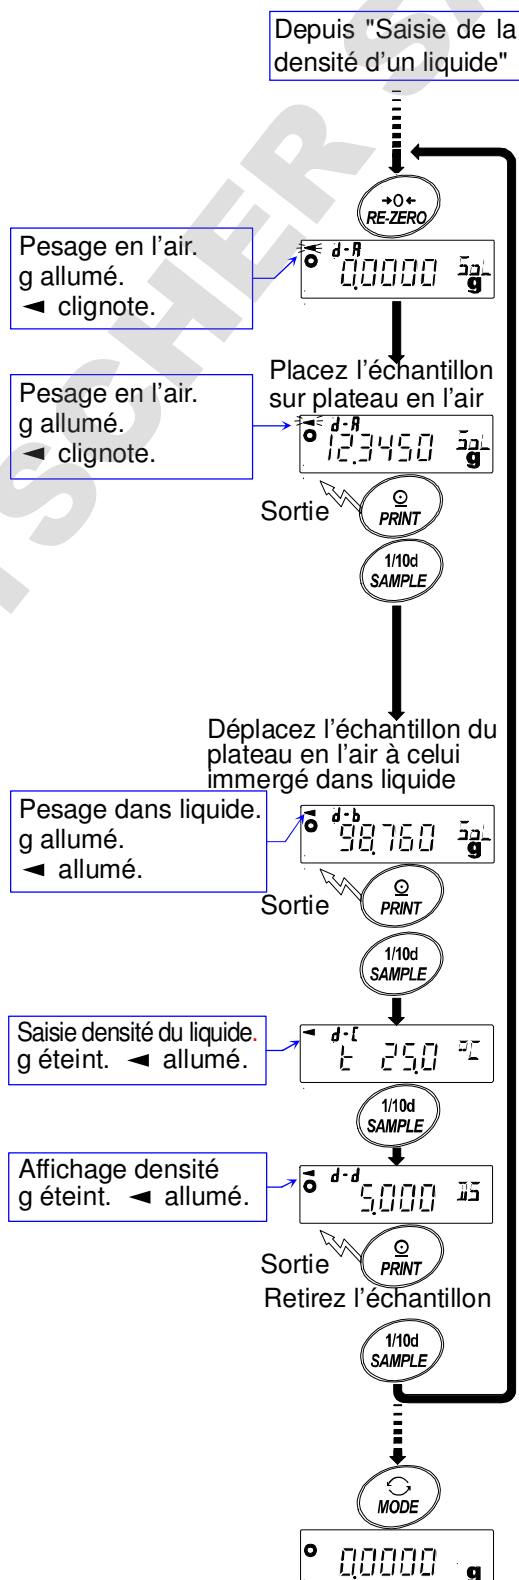 Depuis "Saisie de la
densité d'un liquide"
→0←
RE-ZERO
Pesage en l'air.
g allumé.
◄ clignote.
d-A
0.0000 g
Placez l'échantillon
sur plateau en l'air
Pesage en l'air.
g allumé.
◄ clignote.
d-A
12.3450 g
Sortie
PRINT
1/10d
SAMPLE
Déplacez l'échantillon du
plateau en l'air à celui
immergé dans liquide
Pesage dans liquide.
g allumé.
◄ allumé.
d-b
98.760 g
Sortie
PRINT
1/10d
SAMPLE
Saisie densité du liquide.
g éteint. ◄ allumé.
d-C
t 25.0 °C
1/10d
SAMPLE
Affichage densité
g éteint. ◄ allumé.
d-d
5.000 DS
Sortie
PRINT
Retirez l'échantillon
1/10d
SAMPLE
MODE
0.0000 g